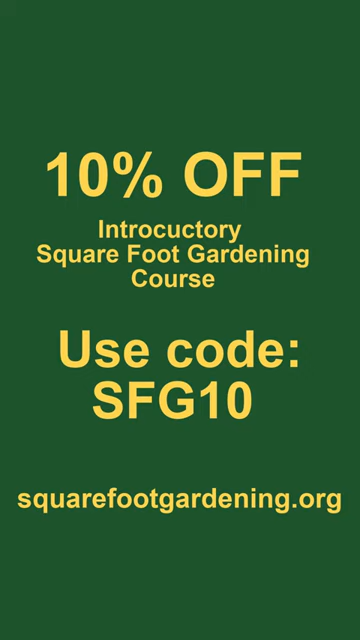 10% OFF
Introcuctory
Square Foot Gardening
Course
Use code:
SFG10
squarefootgardening.org